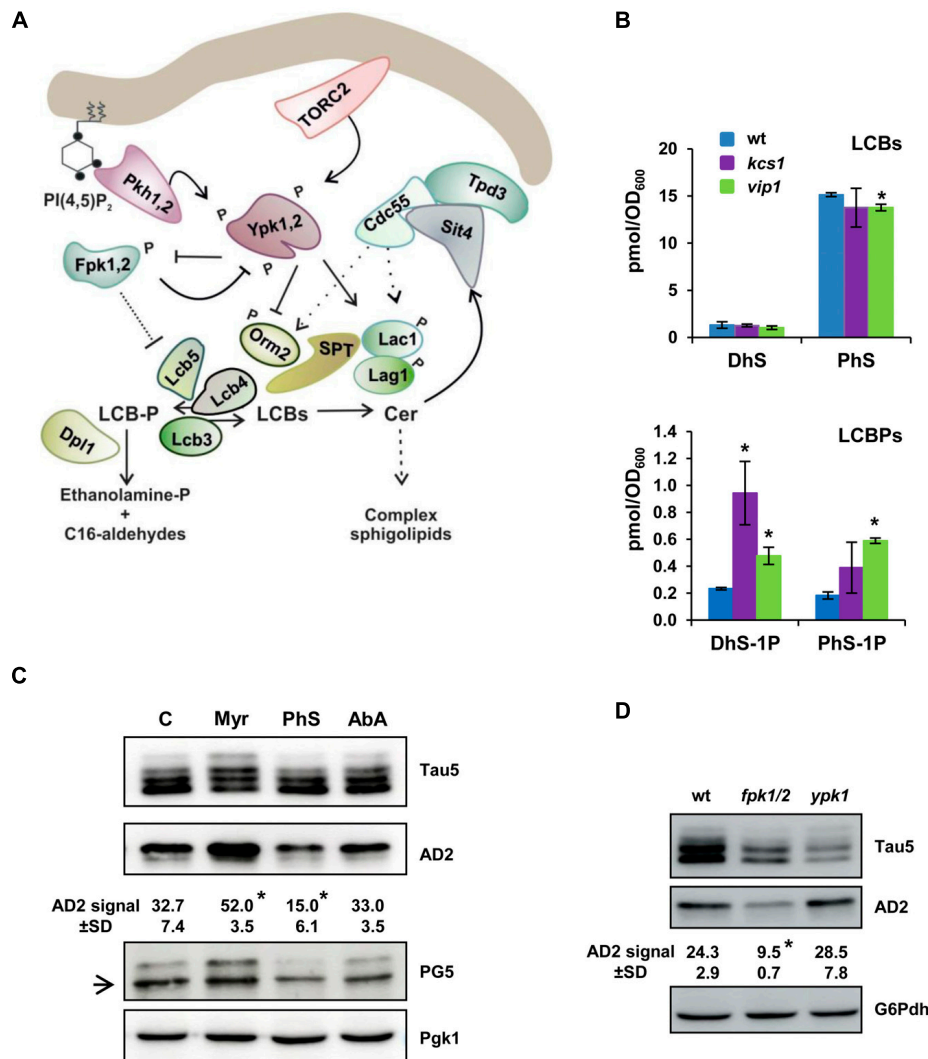 A
TORC2
PI(4,5)P2
Pkh1,2
P
P
Ypk1,2
P
Cdc55
Tpd3
Sit4
Fpk1,2
P
P
Orm2
SPT
Lac1
P
Lag1
P
Lcb5
Lcb4
LCB-P
LCBs
Cer
Lcb3
Dpl1
Ethanolamine-P
+
C16-aldehydes
Complex
sphigolipids
B
wt
kcs1
vip1
LCBs
pmol/OD600
20
15
10
5
0
*
DhS
PhS
LCBPs
pmol/OD600
1.4
1.2
1.0
0.8
0.6
0.4
0.2
0.0
*
*
*
DhS-1P
PhS-1P
C
C Myr PhS AbA
Tau5
AD2
AD2 signal 32.7 52.0* 15.0* 33.0
±SD 7.4 3.5 6.1 3.5
PG5
Pgk1
D
wt fpk1/2 ypk1
Tau5
AD2
AD2 signal 24.3 9.5* 28.5
±SD 2.9 0.7 7.8
G6Pdh